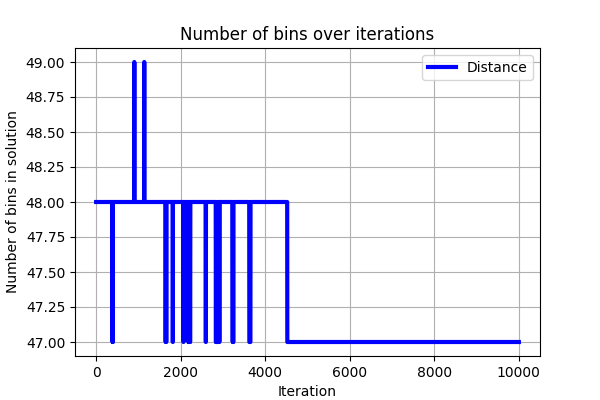 Number of bins over iterations
Distance
Number of bins in solution
49.00
48.75
48.50
48.25
48.00
47.75
47.50
47.25
47.00
0 2000 4000 6000 8000 10000
Iteration